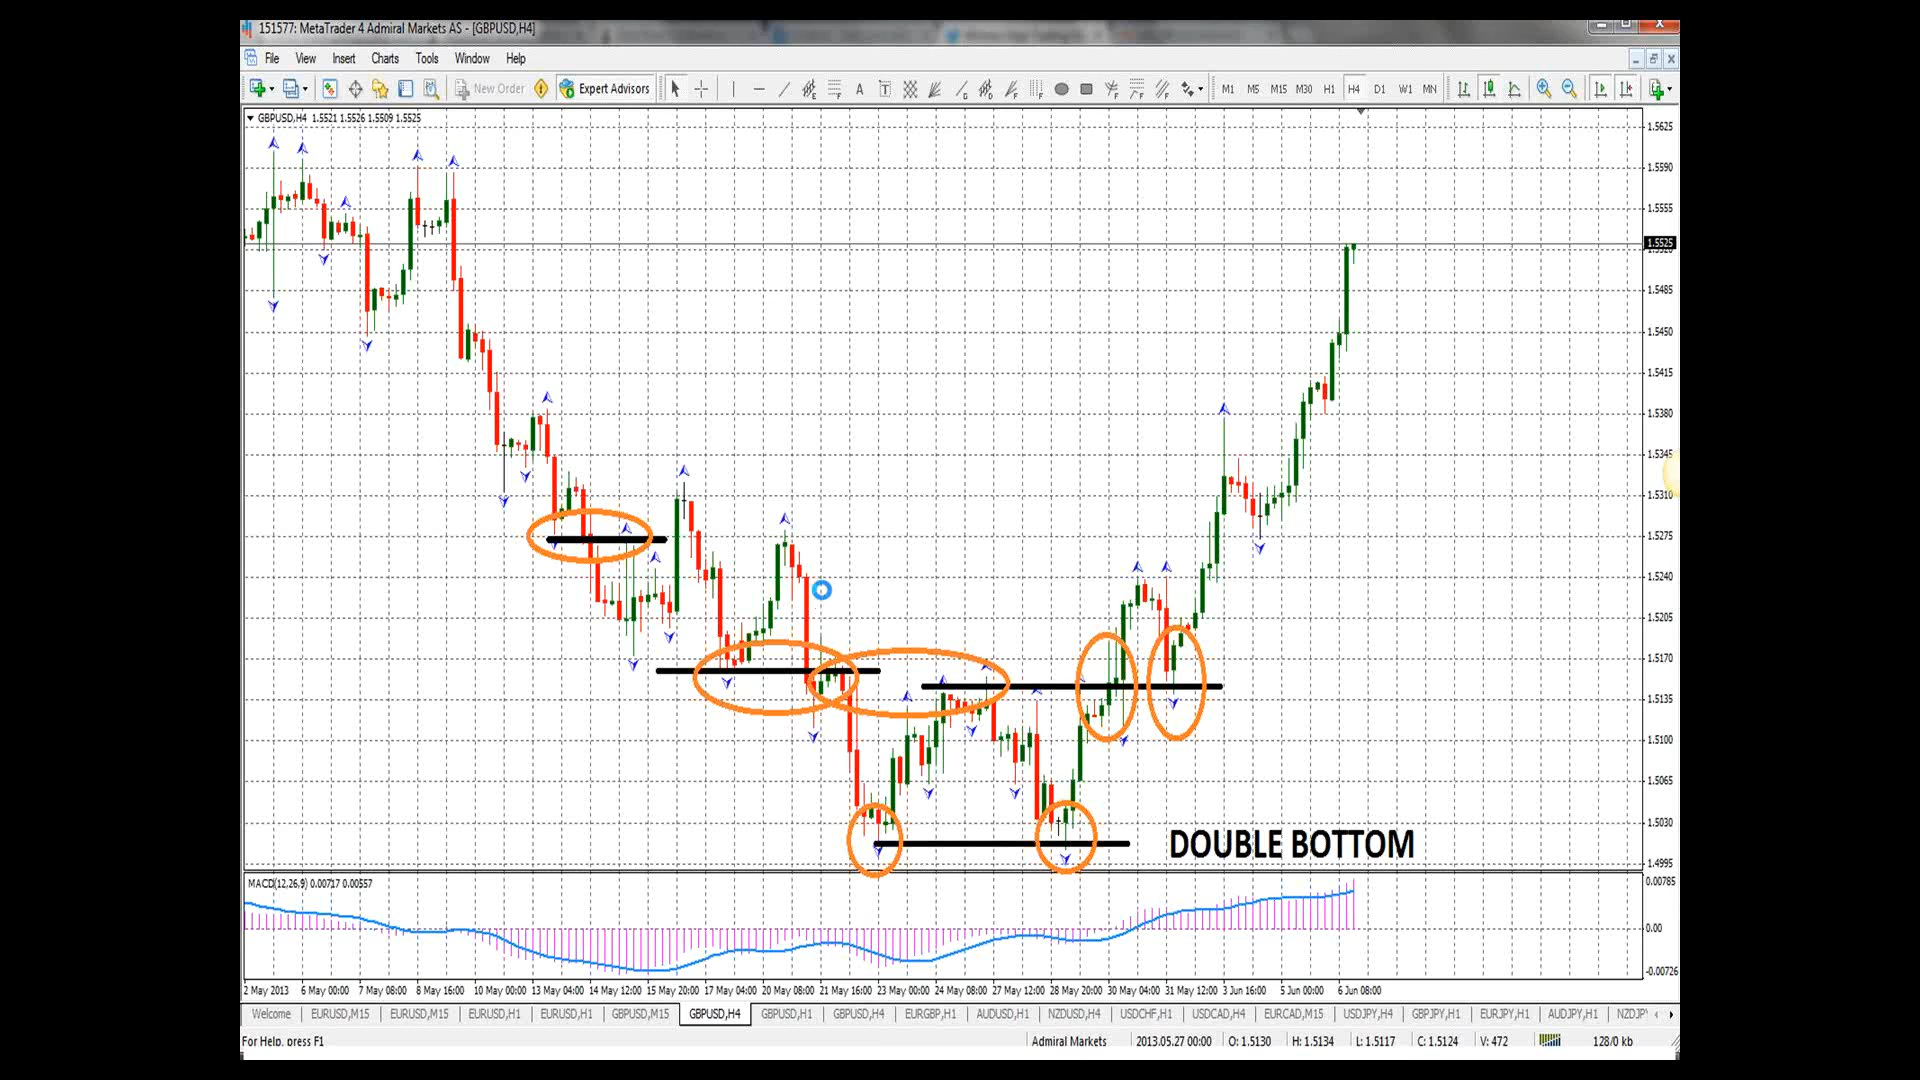 151577: MetaTrader 4 Admiral Markets AS - [GBPUSD,H4]
File View Insert Charts Tools Window Help
New Order Expert Advisors M1 M5 M15 M30 H1 H4 D1 W1 MN
GBPUSD,H4 1.5521 1.5526 1.5509 1.5525
1.5625
1.5590
1.5555
1.5525
1.5485
1.5450
1.5415
1.5380
1.5345
1.5310
1.5275
1.5240
1.5205
1.5170
1.5135
1.5100
1.5065
1.5030
DOUBLE BOTTOM
1.4995
MACD(12,26,9) 0.00717 0.00557
0.00785
0.00
-0.00726
2 May 2013 6 May 00:00 7 May 08:00 8 May 16:00 10 May 00:00 13 May 04:00 14 May 12:00 15 May 20:00 17 May 04:00 20 May 08:00 21 May 16:00 23 May 00:00 24 May 08:00 27 May 12:00 28 May 20:00 30 May 04:00 31 May 12:00 3 Jun 16:00 5 Jun 00:00 6 Jun 08:00
Welcome EURUSD,M15 EURUSD,M15 EURUSD,H1 EURUSD,H1 GBPUSD,M15 GBPUSD,H4 GBPUSD,H1 GBPUSD,H4 EURGBP,H1 AUDUSD,H1 NZDUSD,H4 USDCHF,H1 USDCAD,H4 EURCAD,M15 USDJPY,H4 GBPJPY,H1 EURJPY,H1 AUDJPY,H1 NZDJP
For Help, press F1 Admiral Markets 2013.05.27 00:00 O: 1.5130 H: 1.5134 L: 1.5117 C: 1.5124 V: 472 128/0 kb